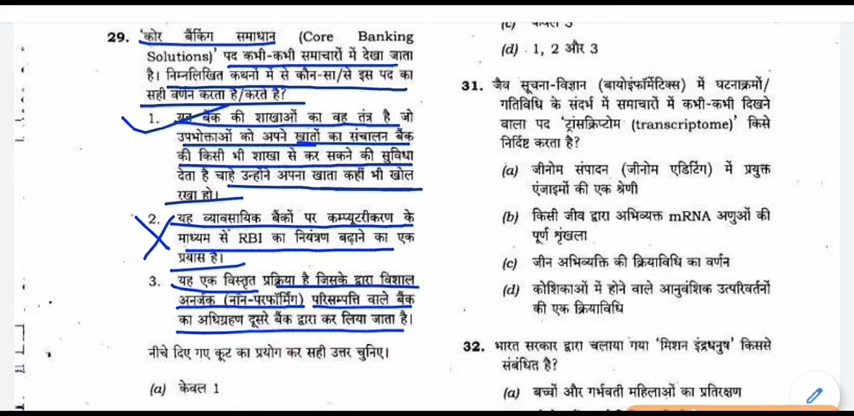 29. 'कोर बैंकिंग समाधान (Core Banking
Solutions)' पद कभी-कभी समाचारों में देखा जाता
है। निम्नलिखित कथनों में से कौन-सा/से इस पद का
सही वर्णन करता है/करते हैं?
1. यह बैंक की शाखाओं का वह तंत्र है जो
उपभोक्ताओं को अपने खातों का संचालन बैंक
की किसी भी शाखा से कर सकने की सुविधा
देता है चाहे उन्होंने अपना खाता कहीं भी खोल
रखा हो।
2. यह व्यावसायिक बैंकों पर कम्प्यूटरीकरण के
माध्यम से RBI का नियंत्रण बढ़ाने का एक
प्रयास है।
3. यह एक विस्तृत प्रक्रिया है जिसके द्वारा विशाल
अनर्जक (नॉन-परफॉर्मिंग) परिसम्पत्ति वाले बैंक
का अधिग्रहण दूसरे बैंक द्वारा कर लिया जाता है।
नीचे दिए गए कूट का प्रयोग कर सही उत्तर चुनिए।
(a) केवल 1
(c) केवल 3
(d) 1, 2 और 3
31. जैव सूचना-विज्ञान (बायोइंफॉर्मेटिक्स) में घटनाक्रमों/
गतिविधि के संदर्भ में समाचारों में कभी-कभी दिखने
वाला पद 'ट्रांसक्रिप्टोम (transcriptome)' किसे
निर्दिष्ट करता है?
(a) जीनोम संपादन (जीनोम एडिटिंग) में प्रयुक्त
एंजाइमों की एक श्रेणी
(b) किसी जीव द्वारा अभिव्यक्त mRNA अणुओं की
पूर्ण शृंखला
(c) जीन अभिव्यक्ति की क्रियाविधि का वर्णन
(d) कोशिकाओं में होने वाले आनुवंशिक उत्परिवर्तनों
की एक क्रियाविधि
32. भारत सरकार द्वारा चलाया गया 'मिशन इंद्रधनुष' किससे
संबंधित है?
(a) बच्चों और गर्भवती महिलाओं का प्रतिरक्षण